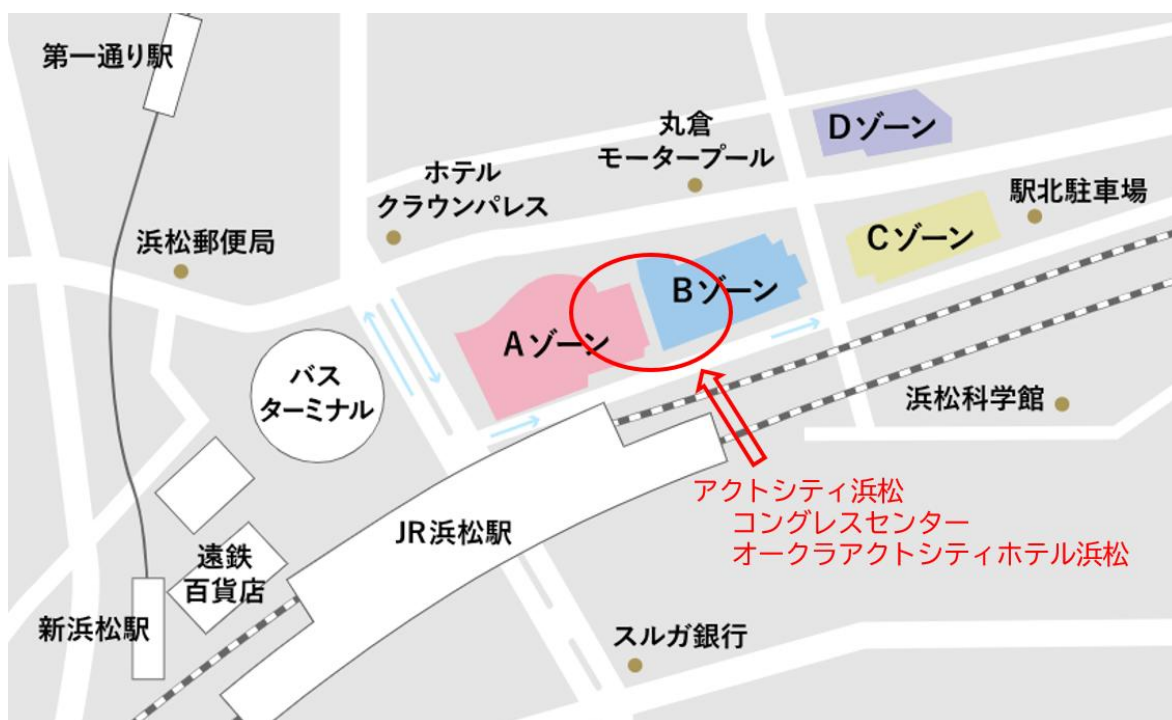 第一通り駅
丸倉
モータープール
Dゾーン
ホテル
クラウンパレス
駅北駐車場
浜松郵便局
Cゾーン
Bゾーン
Aゾーン
バス
ターミナル
浜松科学館
アクトシティ浜松
コングレスセンター
オークラアクトシティホテル浜松
JR浜松駅
遠鉄
百貨店
新浜松駅
スルガ銀行